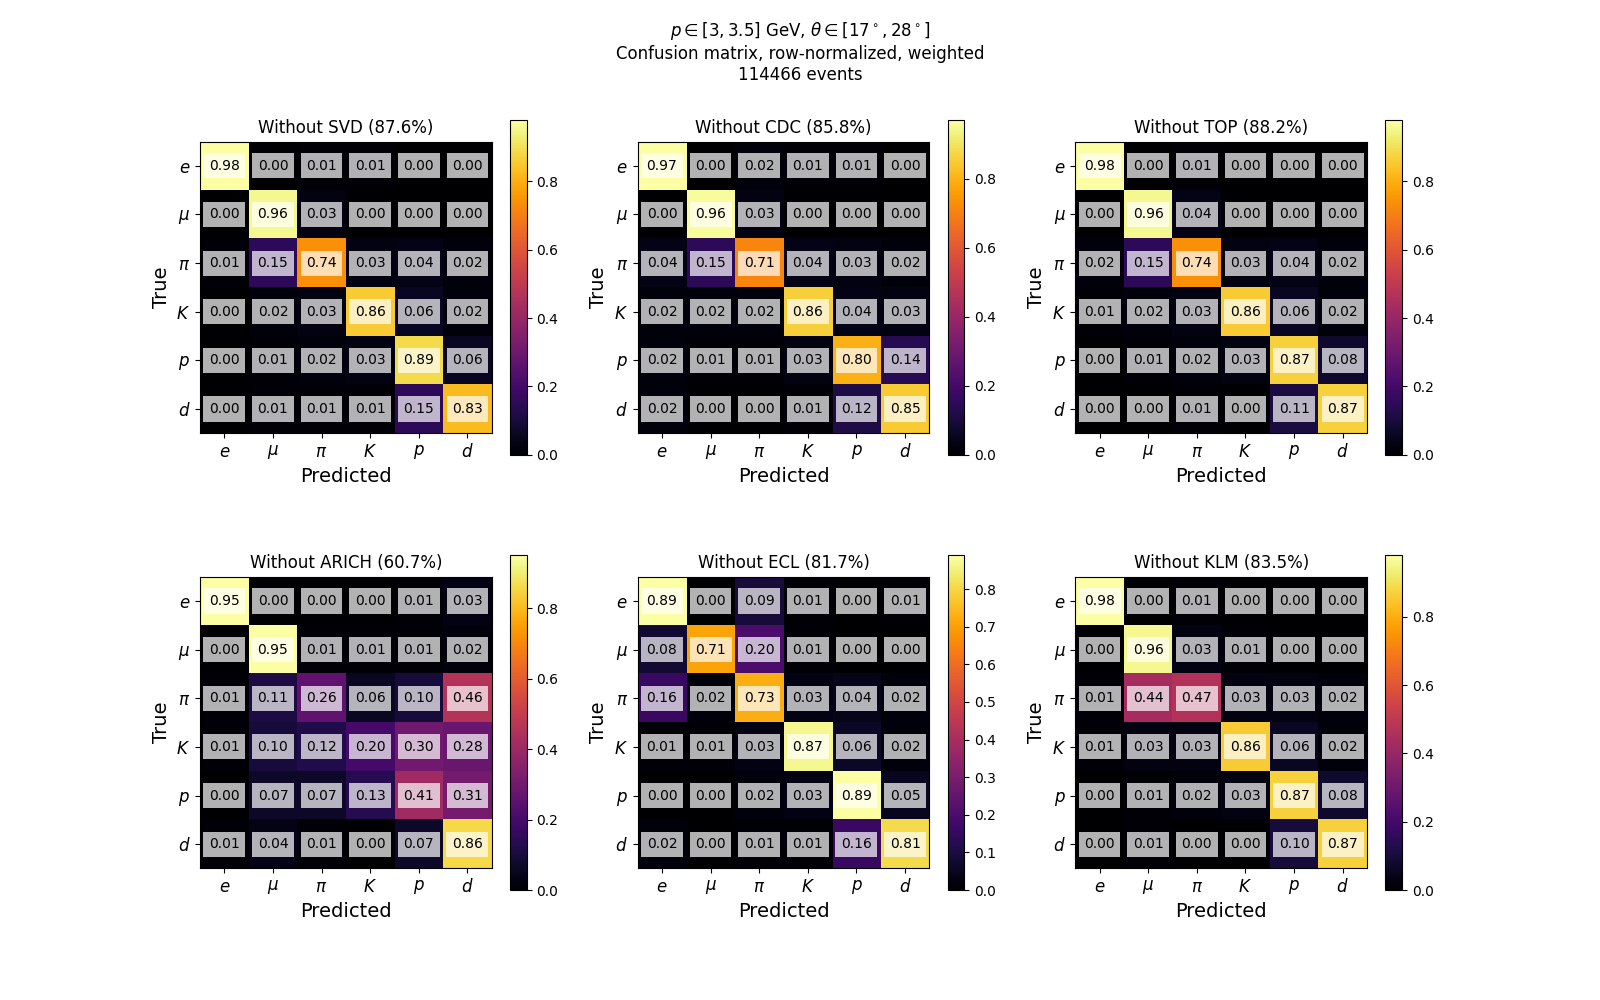 p ∈ [3, 3.5] GeV, θ ∈ [17°, 28°]
Confusion matrix, row-normalized, weighted
114466 events
Without SVD (87.6%)
e 0.98 0.00 0.01 0.01 0.00 0.00
μ 0.00 0.96 0.03 0.00 0.00 0.00
π 0.01 0.15 0.74 0.03 0.04 0.02
K 0.00 0.02 0.03 0.86 0.06 0.02
p 0.00 0.01 0.02 0.03 0.89 0.06
d 0.00 0.01 0.01 0.01 0.15 0.83
e μ π K p d
True
Predicted
0.8
0.6
0.4
0.2
0.0
Without CDC (85.8%)
e 0.97 0.00 0.02 0.01 0.01 0.00
μ 0.00 0.96 0.03 0.00 0.00 0.00
π 0.04 0.15 0.71 0.04 0.03 0.02
K 0.02 0.02 0.02 0.86 0.04 0.03
p 0.02 0.01 0.01 0.03 0.80 0.14
d 0.02 0.00 0.00 0.01 0.12 0.85
e μ π K p d
True
Predicted
0.8
0.6
0.4
0.2
0.0
Without TOP (88.2%)
e 0.98 0.00 0.01 0.00 0.00 0.00
μ 0.00 0.96 0.04 0.00 0.00 0.00
π 0.02 0.15 0.74 0.03 0.04 0.02
K 0.01 0.02 0.03 0.86 0.06 0.02
p 0.00 0.01 0.02 0.03 0.87 0.08
d 0.00 0.00 0.01 0.00 0.11 0.87
e μ π K p d
True
Predicted
0.8
0.6
0.4
0.2
0.0
Without ARICH (60.7%)
e 0.95 0.00 0.00 0.00 0.01 0.03
μ 0.00 0.95 0.01 0.01 0.01 0.02
π 0.01 0.11 0.26 0.06 0.10 0.46
K 0.01 0.10 0.12 0.20 0.30 0.28
p 0.00 0.07 0.07 0.13 0.41 0.31
d 0.01 0.04 0.01 0.00 0.07 0.86
e μ π K p d
True
Predicted
0.8
0.6
0.4
0.2
0.0
Without ECL (81.7%)
e 0.89 0.00 0.09 0.01 0.00 0.01
μ 0.08 0.71 0.20 0.01 0.00 0.00
π 0.16 0.02 0.73 0.03 0.04 0.02
K 0.01 0.01 0.03 0.87 0.06 0.02
p 0.00 0.00 0.02 0.03 0.89 0.05
d 0.02 0.00 0.01 0.01 0.16 0.81
e μ π K p d
True
Predicted
0.8
0.7
0.6
0.5
0.4
0.3
0.2
0.1
0.0
Without KLM (83.5%)
e 0.98 0.00 0.01 0.00 0.00 0.00
μ 0.00 0.96 0.03 0.01 0.00 0.00
π 0.01 0.44 0.47 0.03 0.03 0.02
K 0.01 0.03 0.03 0.86 0.06 0.02
p 0.00 0.01 0.02 0.03 0.87 0.08
d 0.00 0.01 0.00 0.00 0.10 0.87
e μ π K p d
True
Predicted
0.8
0.6
0.4
0.2
0.0